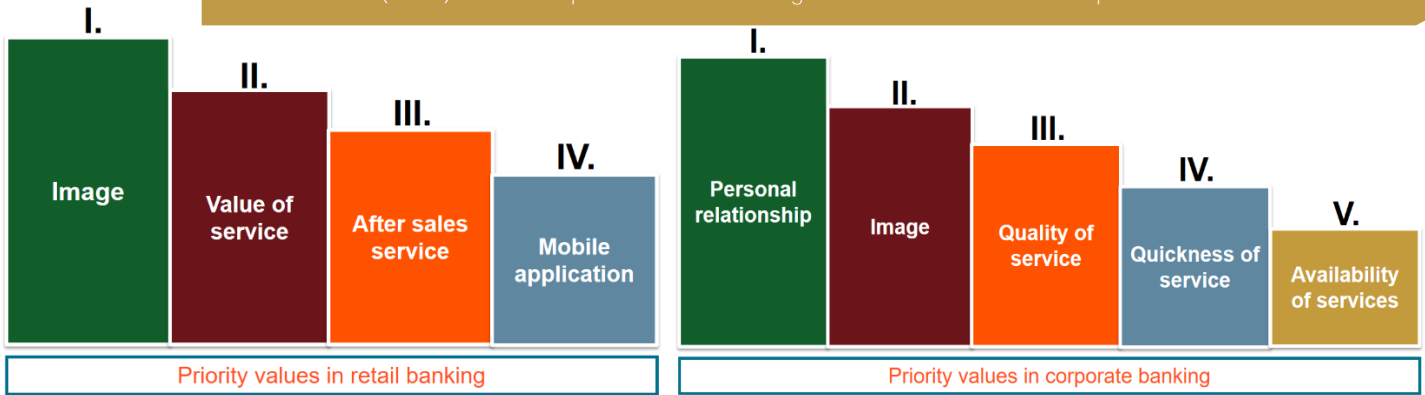 I.
Image
II.
Value of
service
III.
After sales
service
IV.
Mobile
application
Priority values in retail banking
I.
Personal
relationship
II.
Image
III.
Quality of
service
IV.
Quickness of
service
V.
Availability
of services
Priority values in corporate banking